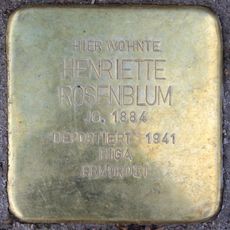 HIER WOHNTE
HENRIETTE
ROSENBLUM
JG. 1884
DEPORTIERT 1941
RIGA
ERMORDET